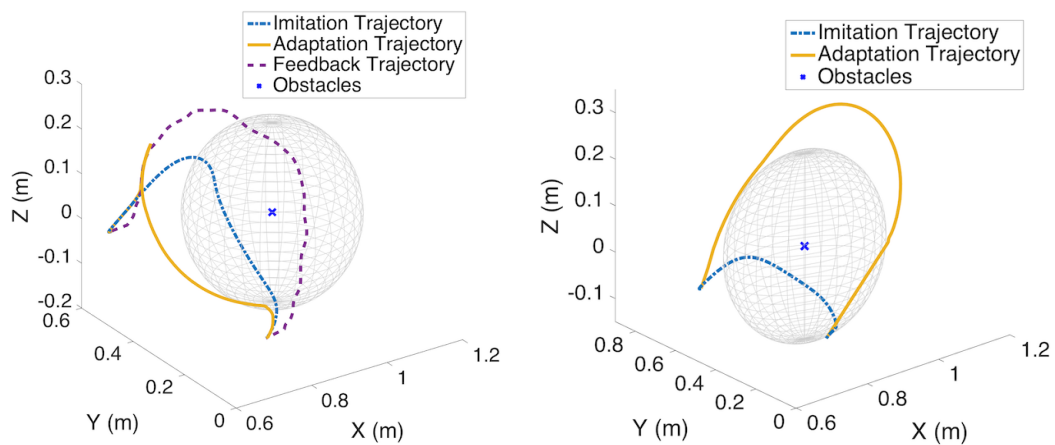 Imitation Trajectory
Adaptation Trajectory
Feedback Trajectory
Obstacles
0.3
0.2
0.1
0
-0.1
-0.2
Z (m)
0.6
0.4
0.2
0
Y (m)
0.6
0.8
1
1.2
X (m)
Imitation Trajectory
Adaptation Trajectory
Obstacles
0.3
0.2
0.1
0
-0.1
Z (m)
0.8
0.6
0.4
0.2
0
Y (m)
0.6
0.8
1
1.2
X (m)